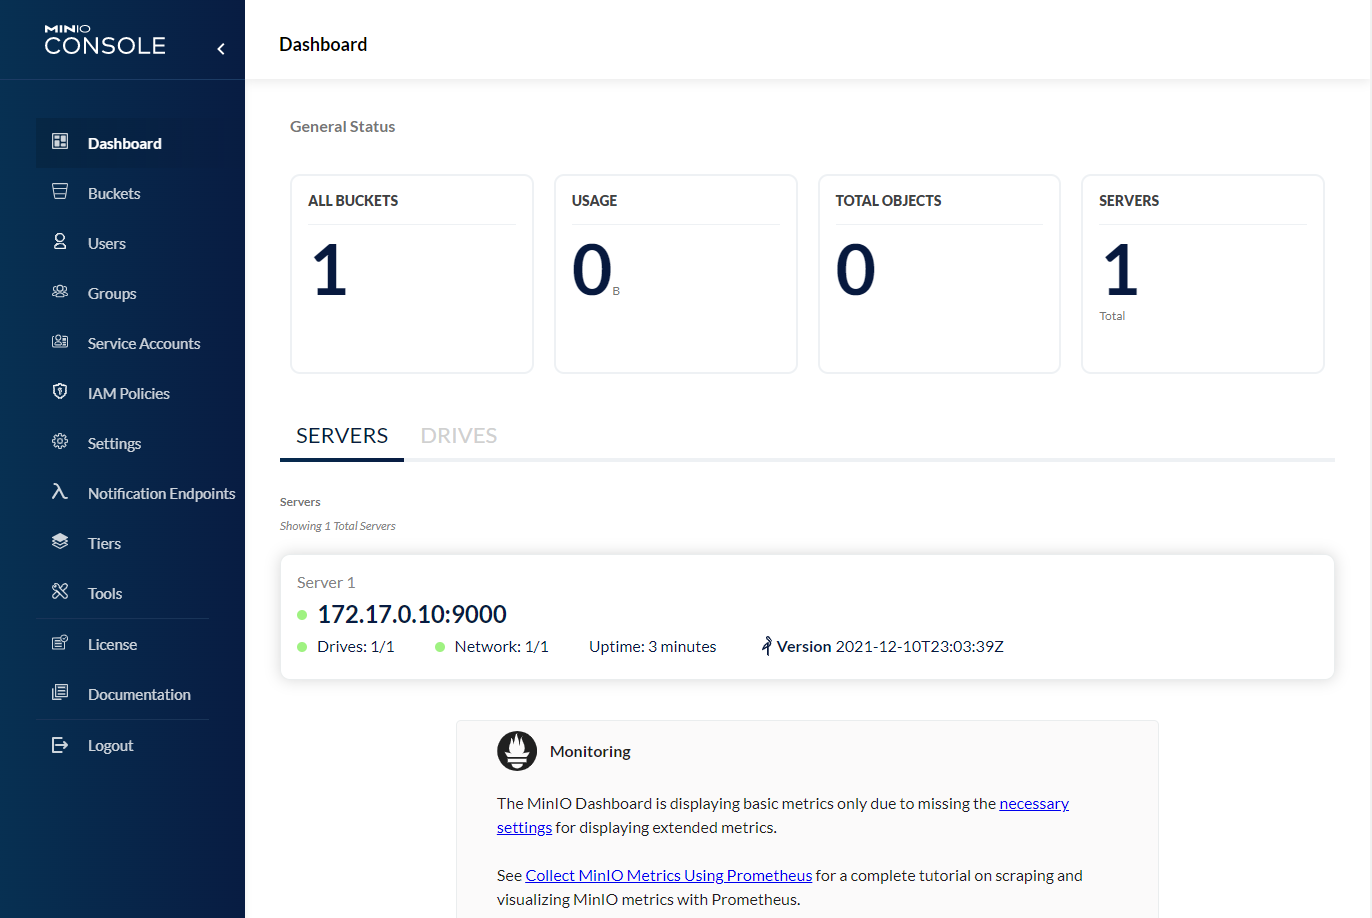 MINIO
CONSOLE
Dashboard
Buckets
Users
Groups
Service Accounts
IAM Policies
Settings
Notification Endpoints
Tiers
Tools
License
Documentation
Logout
Dashboard
General Status
ALL BUCKETS
1
USAGE
0 B
TOTAL OBJECTS
0
SERVERS
1
Total
SERVERS DRIVES
Servers
Showing 1 Total Servers
Server 1
172.17.0.10:9000
Drives: 1/1 Network: 1/1 Uptime: 3 minutes Version 2021-12-10T23:03:39Z
Monitoring
The MinIO Dashboard is displaying basic metrics only due to missing the necessary
settings for displaying extended metrics.
See Collect MinIO Metrics Using Prometheus for a complete tutorial on scraping and
visualizing MinIO metrics with Prometheus.